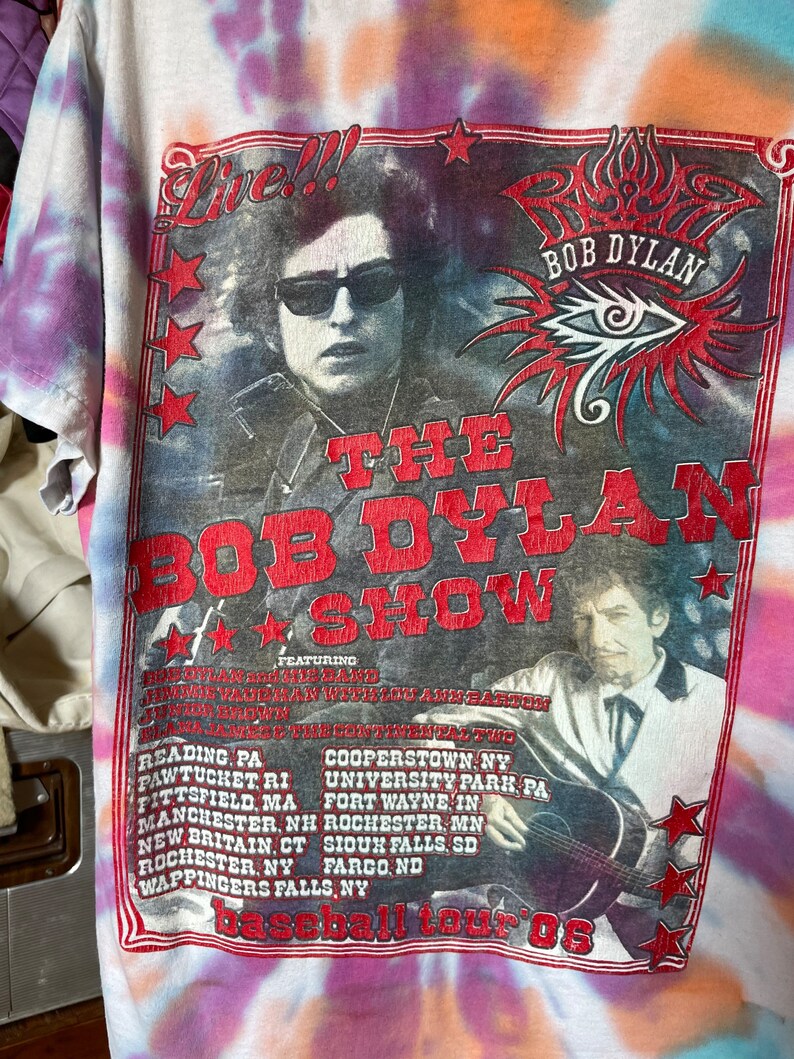 Live!!!
BOB DYLAN
THE
BOB DYLAN
SHOW
FEATURING
BOB DYLAN and HIS BAND
JIMMIE VAUGHAN WITH LOU ANN BARTON
JUNIOR BROWN
ELANA JAMES & THE CONTINENTAL TWO
READING, PA
PAWTUCKET, RI
PITTSFIELD, MA
MANCHESTER, NH
NEW BRITAIN, CT
ROCHESTER, NY
WAPPINGERS FALLS, NY
COOPERSTOWN, NY
UNIVERSITY PARK, PA
FORT WAYNE, IN
ROCHESTER, MN
SIOUX FALLS, SD
FARGO, ND
baseball tour '06